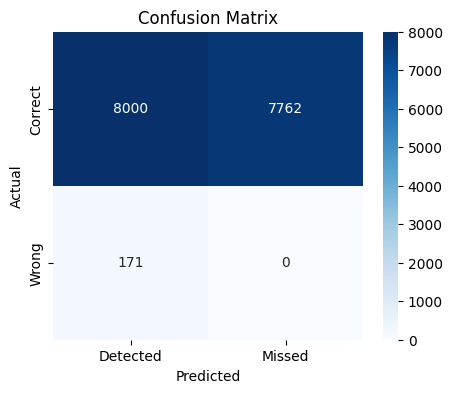 Confusion Matrix
Actual
Correct
Wrong
8000 7762
171 0
Detected Missed
Predicted
8000
7000
6000
5000
4000
3000
2000
1000
0